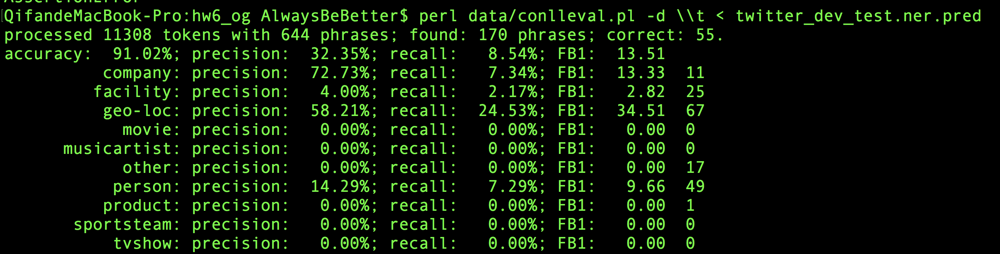 AssertionError
[QifandeMacBook-Pro:hw6_og AlwaysBeBetter$ perl data/conlleval.pl -d \\t < twitter_dev_test.ner.pred
processed 11308 tokens with 644 phrases; found: 170 phrases; correct: 55.
accuracy:  91.02%; precision:  32.35%; recall:   8.54%; FB1:  13.51
          company: precision:  72.73%; recall:   7.34%; FB1:  13.33  11
         facility: precision:   4.00%; recall:   2.17%; FB1:   2.82  25
          geo-loc: precision:  58.21%; recall:  24.53%; FB1:  34.51  67
            movie: precision:   0.00%; recall:   0.00%; FB1:   0.00  0
      musicartist: precision:   0.00%; recall:   0.00%; FB1:   0.00  0
            other: precision:   0.00%; recall:   0.00%; FB1:   0.00  17
           person: precision:  14.29%; recall:   7.29%; FB1:   9.66  49
          product: precision:   0.00%; recall:   0.00%; FB1:   0.00  1
       sportsteam: precision:   0.00%; recall:   0.00%; FB1:   0.00  0
           tvshow: precision:   0.00%; recall:   0.00%; FB1:   0.00  0